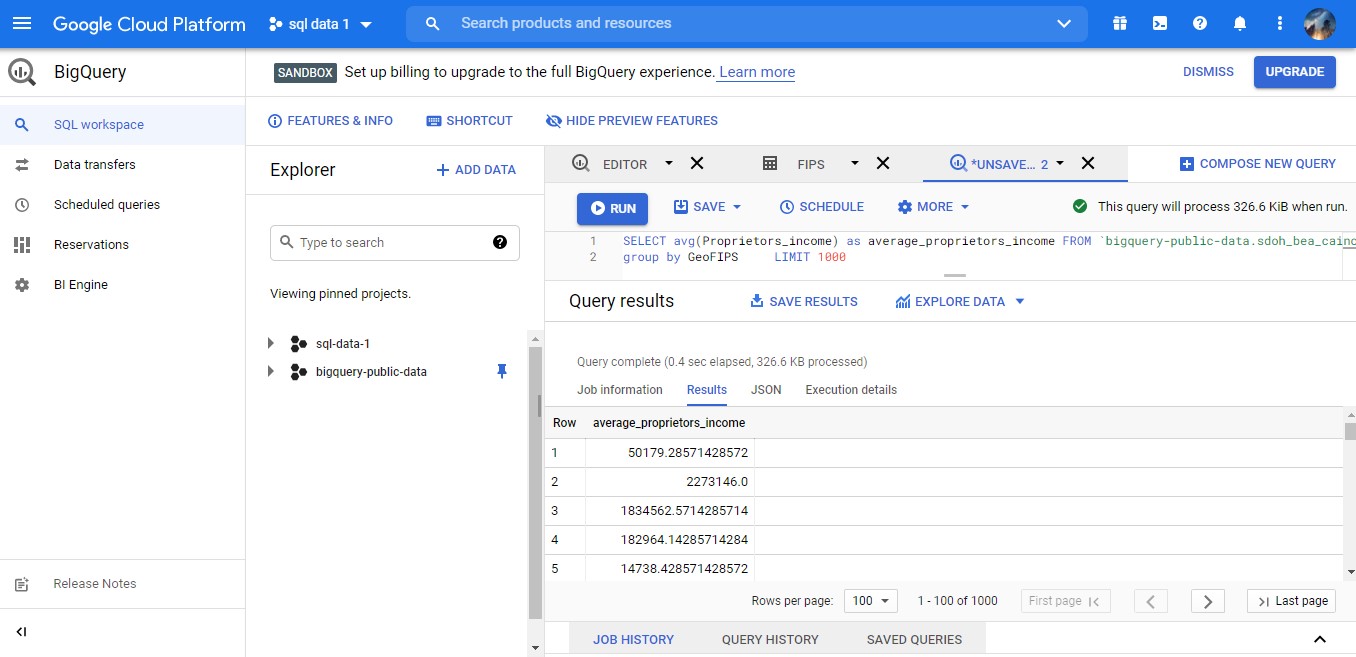 Google Cloud Platform sql data 1 Search products and resources
BigQuery
SANDBOX Set up billing to upgrade to the full BigQuery experience. Learn more DISMISS UPGRADE
SQL workspace
Data transfers
Scheduled queries
Reservations
BI Engine
Release Notes
FEATURES & INFO SHORTCUT HIDE PREVIEW FEATURES
Explorer + ADD DATA
Type to search
Viewing pinned projects.
sql-data-1
bigquery-public-data
EDITOR FIPS *UNSAVE... 2 COMPOSE NEW QUERY
RUN SAVE SCHEDULE MORE This query will process 326.6 KiB when run.
1 SELECT avg(Proprietors_income) as average_proprietors_income FROM `bigquery-public-data.sdoh_bea_cainc
2 group by GeoFIPS LIMIT 1000
Query results SAVE RESULTS EXPLORE DATA
Query complete (0.4 sec elapsed, 326.6 KB processed)
Job information Results JSON Execution details
Row average_proprietors_income
1 50179.28571428572
2 2273146.0
3 1834562.5714285714
4 182964.14285714284
5 14738.428571428572
Rows per page: 100 1 - 100 of 1000 First page Last page
JOB HISTORY QUERY HISTORY SAVED QUERIES